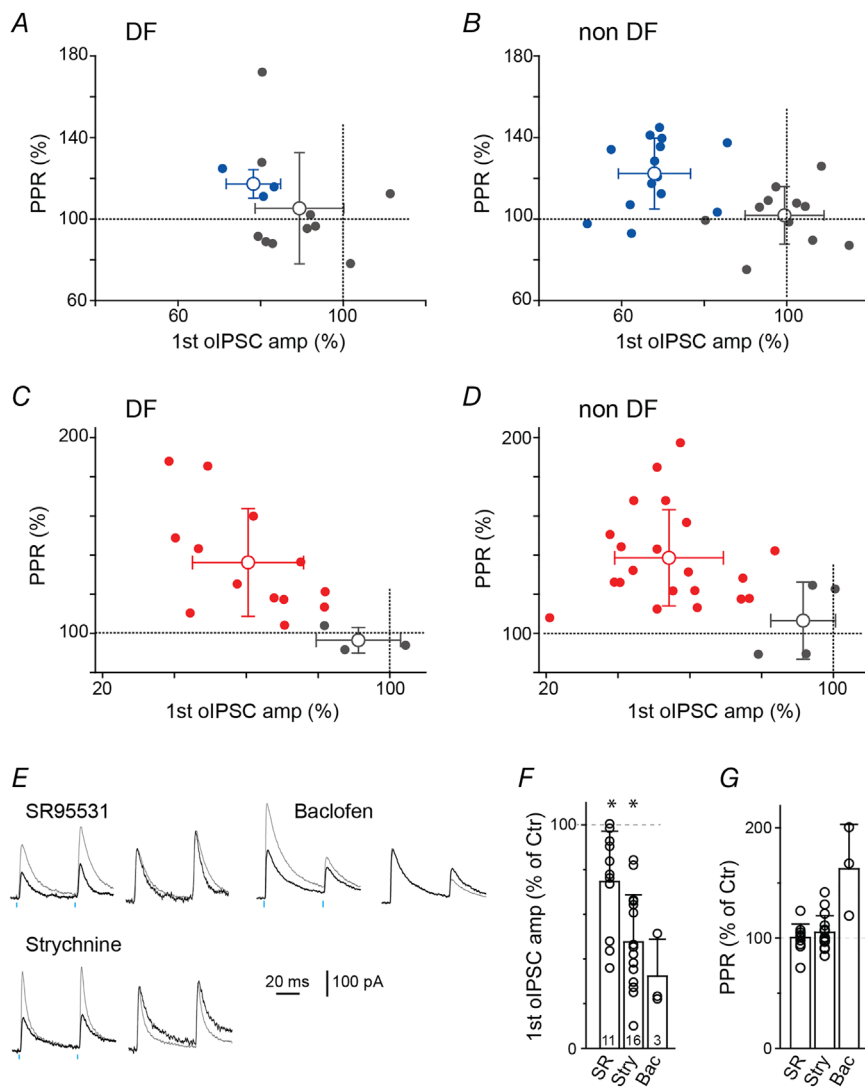 A DF
180
140
100
60
PPR (%)
60 100
1st oIPSC amp (%)
B non DF
180
140
100
60
PPR (%)
60 100
1st oIPSC amp (%)
C DF
200
100
PPR (%)
20 100
1st oIPSC amp (%)
D non DF
200
100
PPR (%)
20 100
1st oIPSC amp (%)
E
SR95531 Baclofen
Strychnine
20 ms 100 pA
F
* *
100
0
1st oIPSC amp (% of Ctr)
11 16 3
SR Stry Bac
G
200
100
0
PPR (% of Ctr)
SR Stry Bac